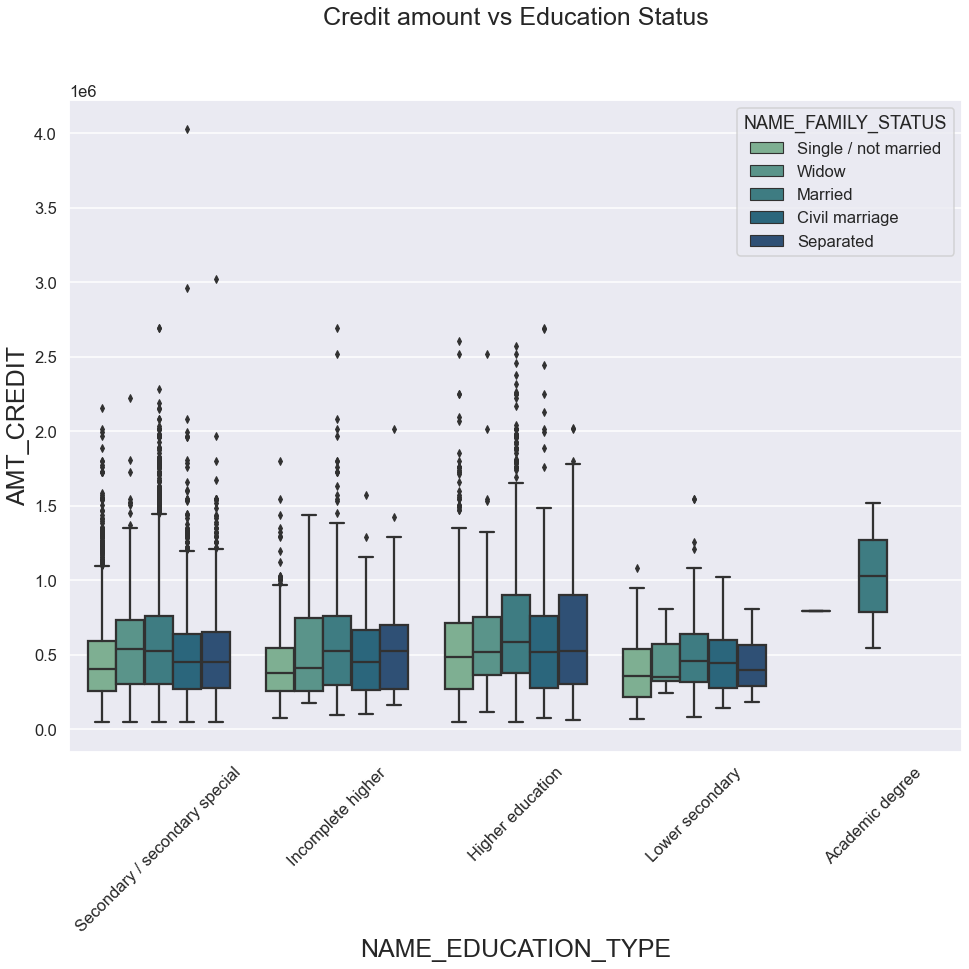 Credit amount vs Education Status
1e6
4.0
3.5
3.0
2.5
2.0
1.5
1.0
0.5
0.0
AMT_CREDIT
NAME_FAMILY_STATUS
Single / not married
Widow
Married
Civil marriage
Separated
Secondary / secondary special
Incomplete higher
Higher education
Lower secondary
Academic degree
NAME_EDUCATION_TYPE